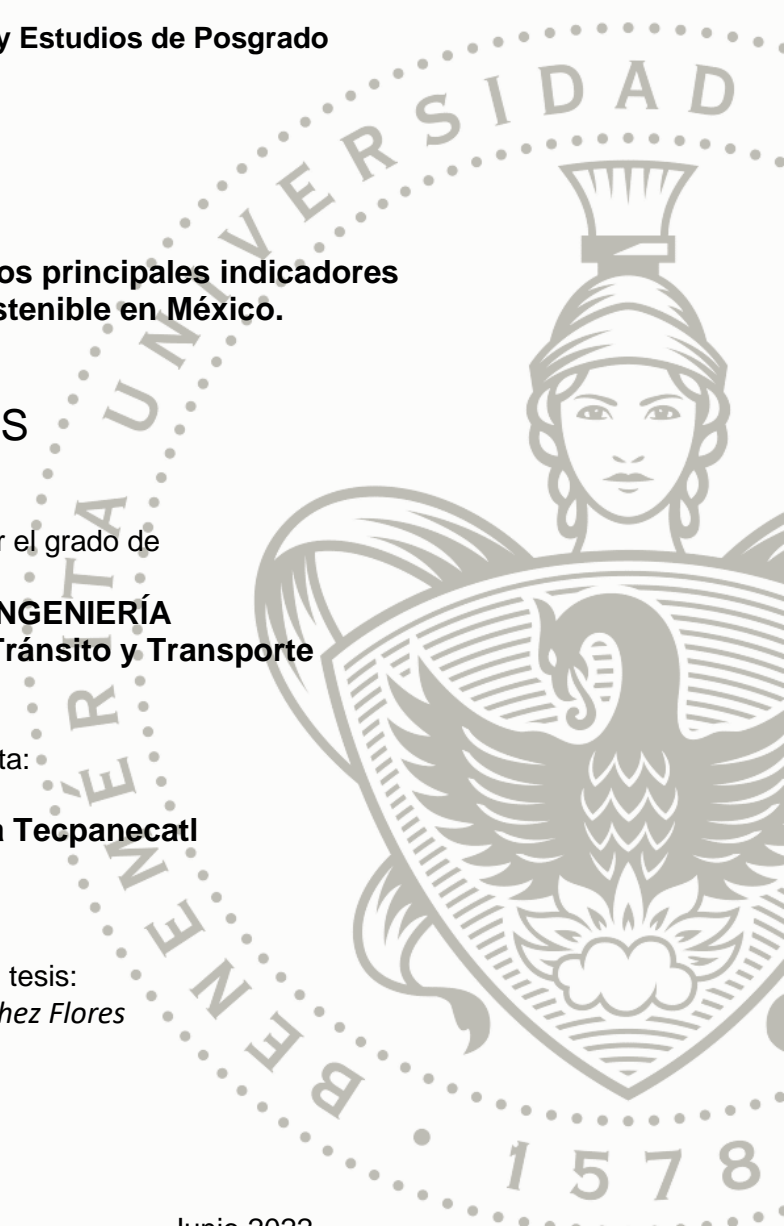 y Estudios de Posgrado
os principales indicadores
stenible en México.
S
r el grado de
NGENIERÍA
Tránsito y Transporte
ta:
a Tecpanecatl
tesis:
hez Flores
Junio 2022
BENEMÉRITA UNIVERSIDAD
1578